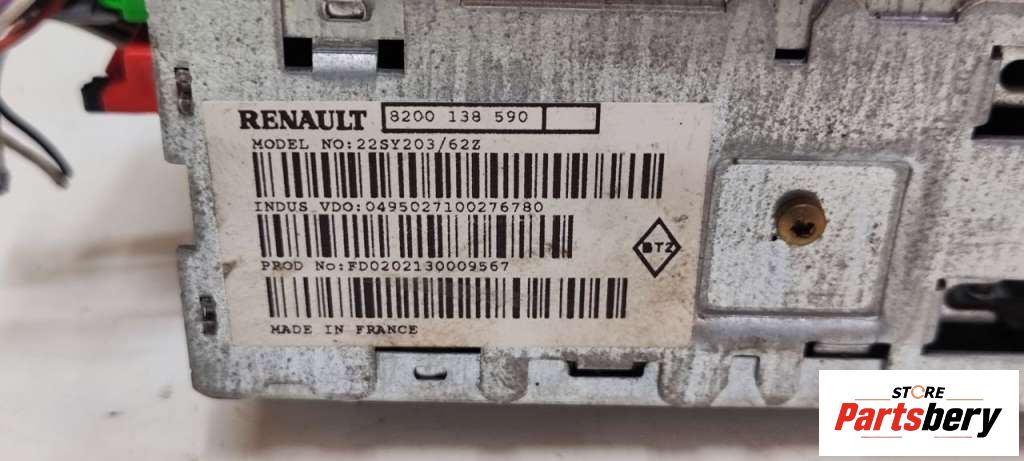 RENAULT 8200 138 590
MODEL NO:22SY203/62Z
INDUS VDO:0495027100276780
PROD No:FD0202130009567
MADE IN FRANCE
BTZ
STORE
Partsbery